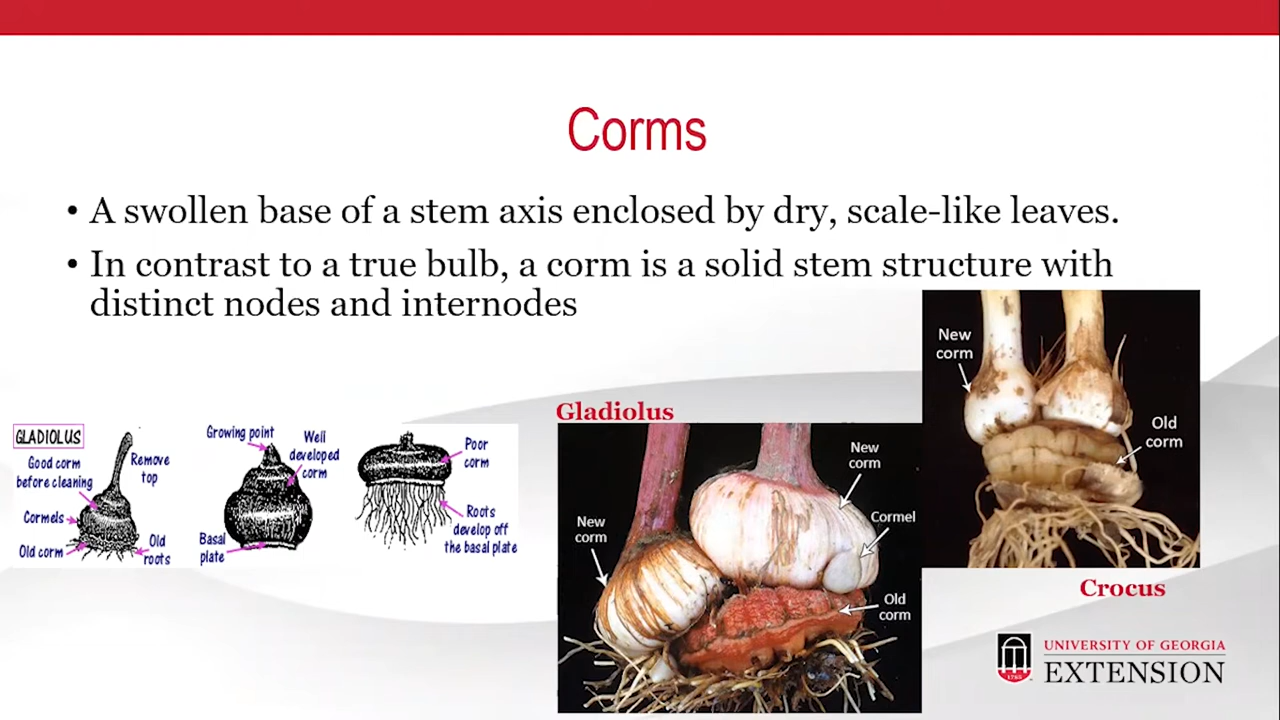 Corms
• A swollen base of a stem axis enclosed by dry, scale-like leaves.
• In contrast to a true bulb, a corm is a solid stem structure with
distinct nodes and internodes
GLADIOLUS
Good corm
before cleaning
Remove
top
Cormels
Old corm
Old
roots
Growing point
Well
developed
corm
Basal
plate
Poor
corm
Roots
develop off
the basal plate
Gladiolus
New
corm
New
corm
Cormel
Old
corm
New
corm
Old
corm
Crocus
1785
UNIVERSITY OF GEORGIA
EXTENSION